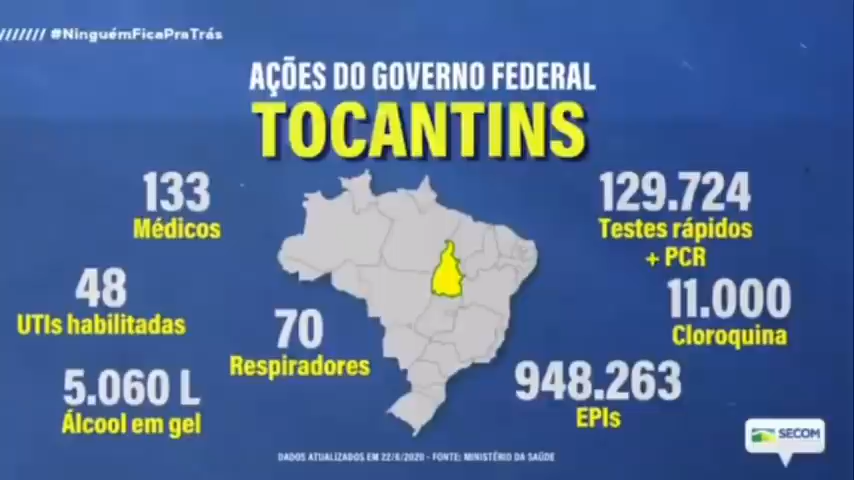 /////// #NinguémFicaPraTrás
AÇÕES DO GOVERNO FEDERAL
TOCANTINS
133
Médicos
129.724
Testes rápidos
+ PCR
48
UTIs habilitadas
11.000
Cloroquina
70
Respiradores
5.060 L
Álcool em gel
948.263
EPIs
SECOM
DADOS ATUALIZADOS EM 22/6/2020 - FONTE: MINISTÉRIO DA SAÚDE